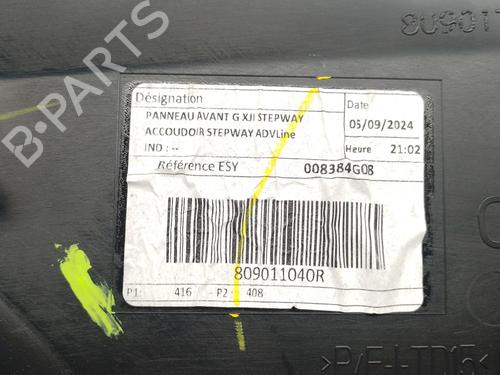 Désignation
PANNEAU AVANT G XJI STEPWAY
ACCOUDOIR STEPWAY ADVLine
IND : --
Date
05/09/2024
Heure 21:02
Référence ESY 008384G08
809011040R
P1 416 - P2 - 408
B-PARTS